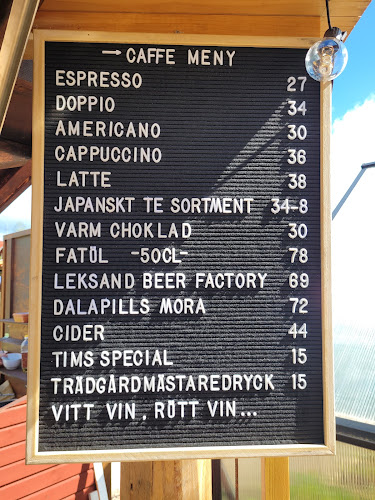 → CAFFE MENY
ESPRESSO 27
DOPPIO 34
AMERICANO 30
CAPPUCCINO 36
LATTE 38
JAPANSKT TE SORTMENT 34-8
VARM CHOKLAD 30
FATÖL -50CL- 78
LEKSAND BEER FACTORY 69
DALAPILLS MORA 72
CIDER 44
TIMS SPECIAL 15
TRÄDGÅRDMÄSTAREDRYCK 15
VITT VIN, RÖTT VIN...